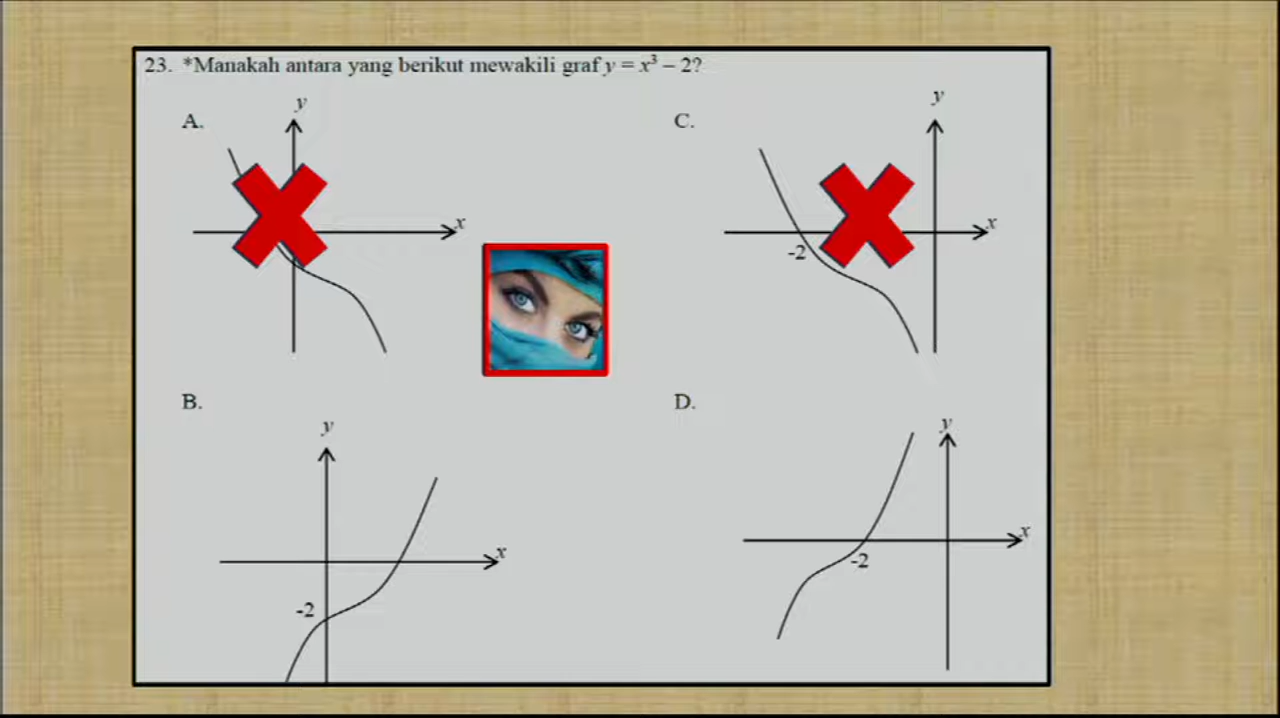 23. *Manakah antara yang berikut mewakili graf y = x³ – 2?
A.
y
x
C.
y
x
-2
B.
y
x
-2
D.
y
x
-2